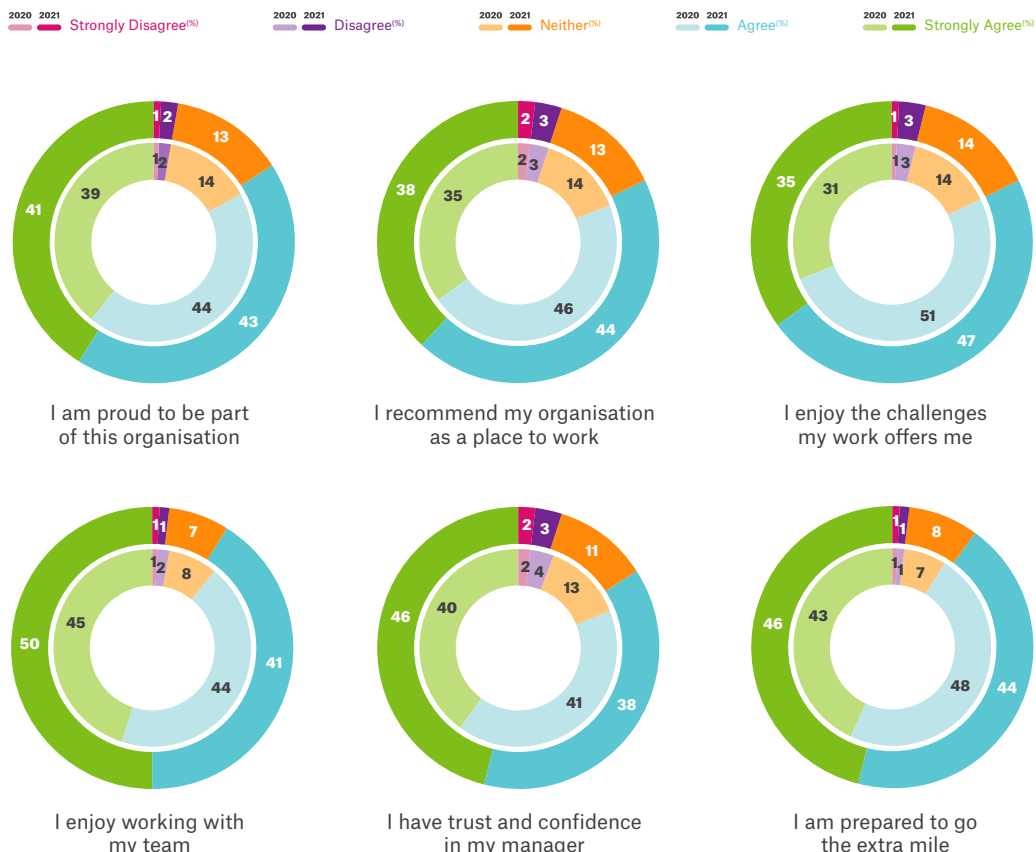 2020 2021 Strongly Disagree(%)
2020 2021 Disagree(%)
2020 2021 Neither(%)
2020 2021 Agree(%)
2020 2021 Strongly Agree(%)
1 2 13 43 41
1 2 14 44 39
I am proud to be part
of this organisation
2 3 13 44 38
2 3 14 46 35
I recommend my organisation
as a place to work
1 3 14 47 35
1 3 14 51 31
I enjoy the challenges
my work offers me
1 1 7 41 50
1 2 8 44 45
I enjoy working with
my team
2 3 11 38 46
2 4 13 41 40
I have trust and confidence
in my manager
1 1 8 44 46
1 1 7 48 43
I am prepared to go
the extra mile